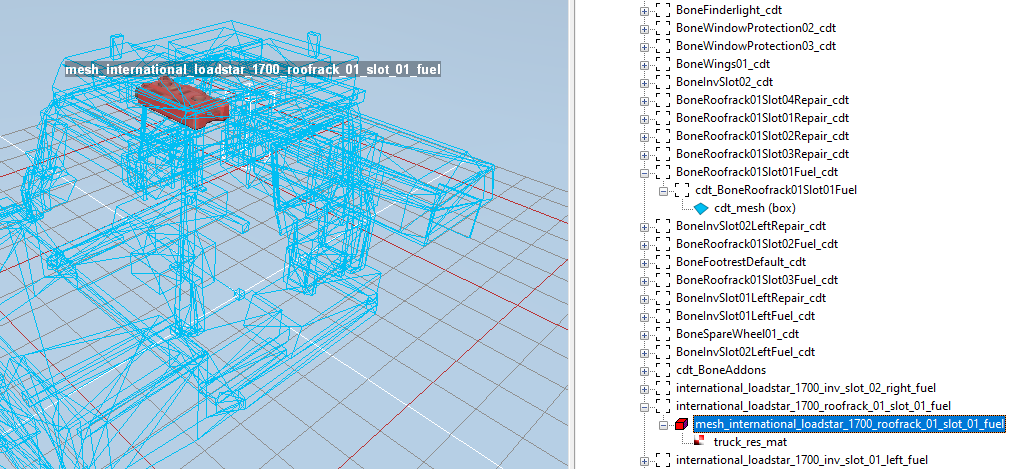 mesh_international_loadstar_1700_roofrack_01_slot_01_fuel
BoneFinderlight_cdt
BoneWindowProtection02_cdt
BoneWindowProtection03_cdt
BoneWings01_cdt
BoneInvSlot02_cdt
BoneRoofrack01Slot04Repair_cdt
BoneRoofrack01Slot01Repair_cdt
BoneRoofrack01Slot02Repair_cdt
BoneRoofrack01Slot03Repair_cdt
BoneRoofrack01Slot01Fuel_cdt
cdt_BoneRoofrack01Slot01Fuel
cdt_mesh (box)
BoneInvSlot02LeftRepair_cdt
BoneRoofrack01Slot02Fuel_cdt
BoneFootrestDefault_cdt
BoneRoofrack01Slot03Fuel_cdt
BoneInvSlot01LeftRepair_cdt
BoneInvSlot01LeftFuel_cdt
BoneSpareWheel01_cdt
BoneInvSlot02LeftFuel_cdt
cdt_BoneAddons
international_loadstar_1700_inv_slot_02_right_fuel
international_loadstar_1700_roofrack_01_slot_01_fuel
mesh_international_loadstar_1700_roofrack_01_slot_01_fuel
truck_res_mat
international_loadstar_1700_inv_slot_01_left_fuel